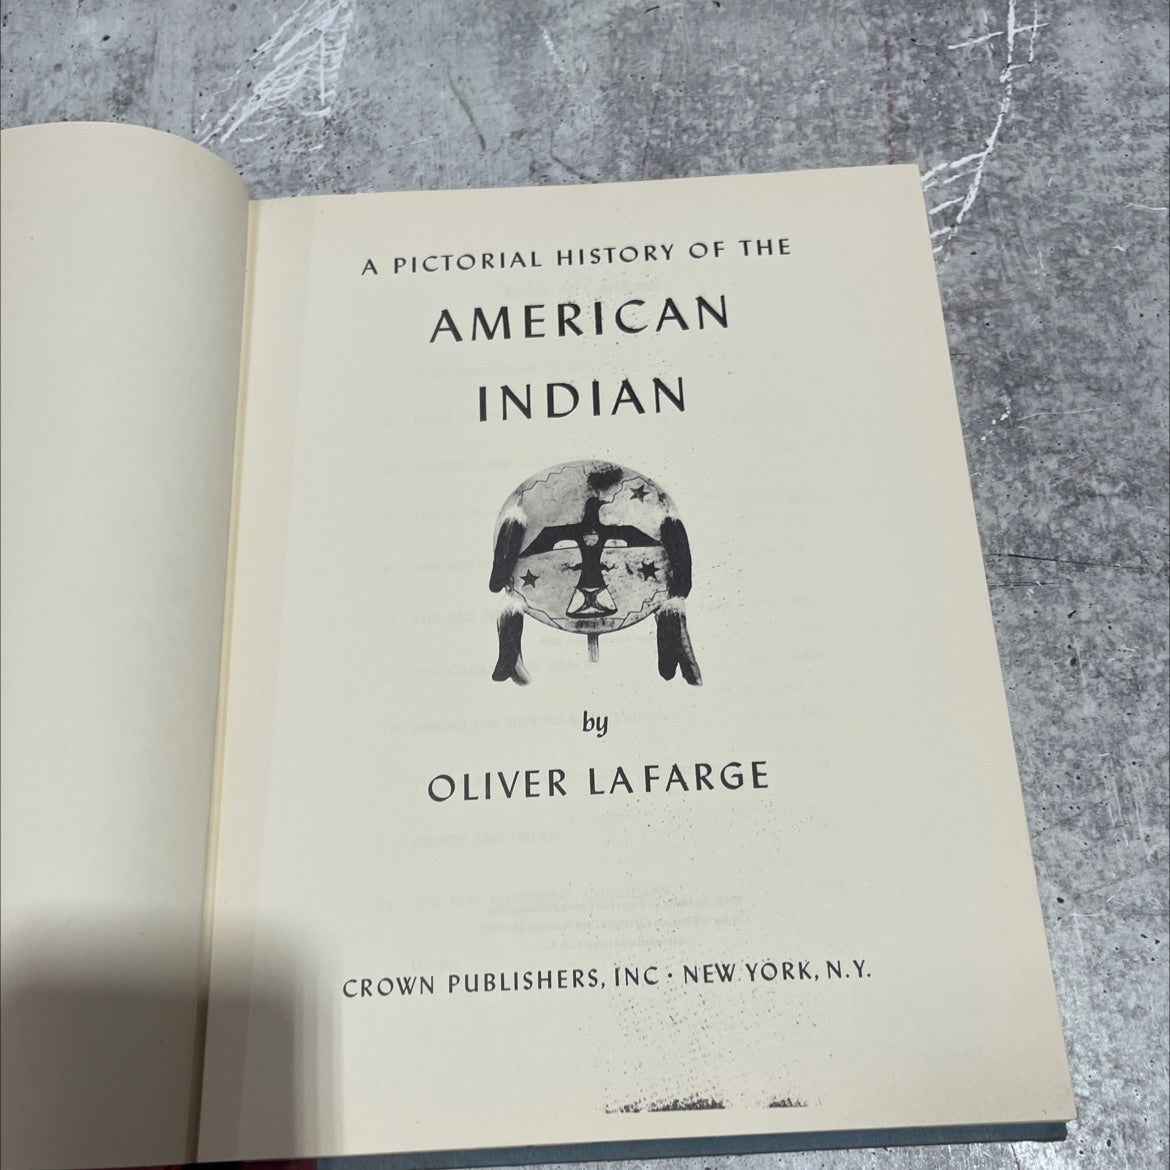 A PICTORIAL HISTORY OF THE
AMERICAN
INDIAN
by
OLIVER LAFARGE
CROWN PUBLISHERS, INC · NEW YORK, N.Y.